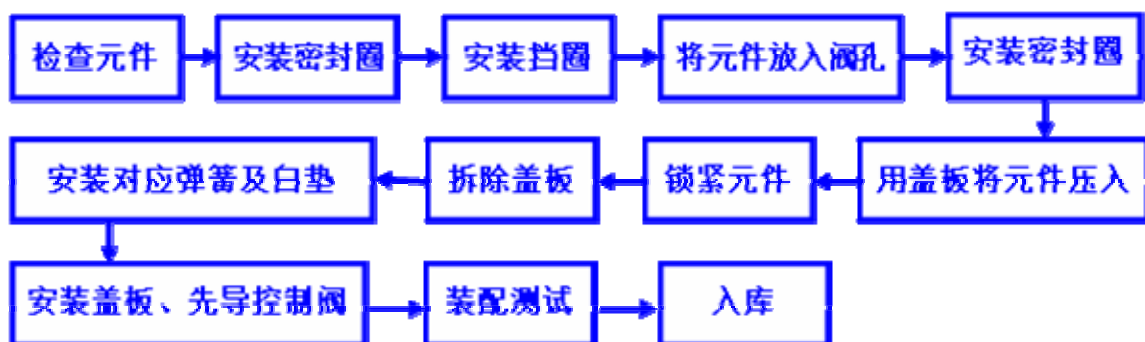 检查元件
安装密封圈
安装挡圈
将元件放入阀孔
安装密封圈
用盖板将元件压入
锁紧元件
拆除盖板
安装对应弹簧及白垫
安装盖板、先导控制阀
装配测试
入库